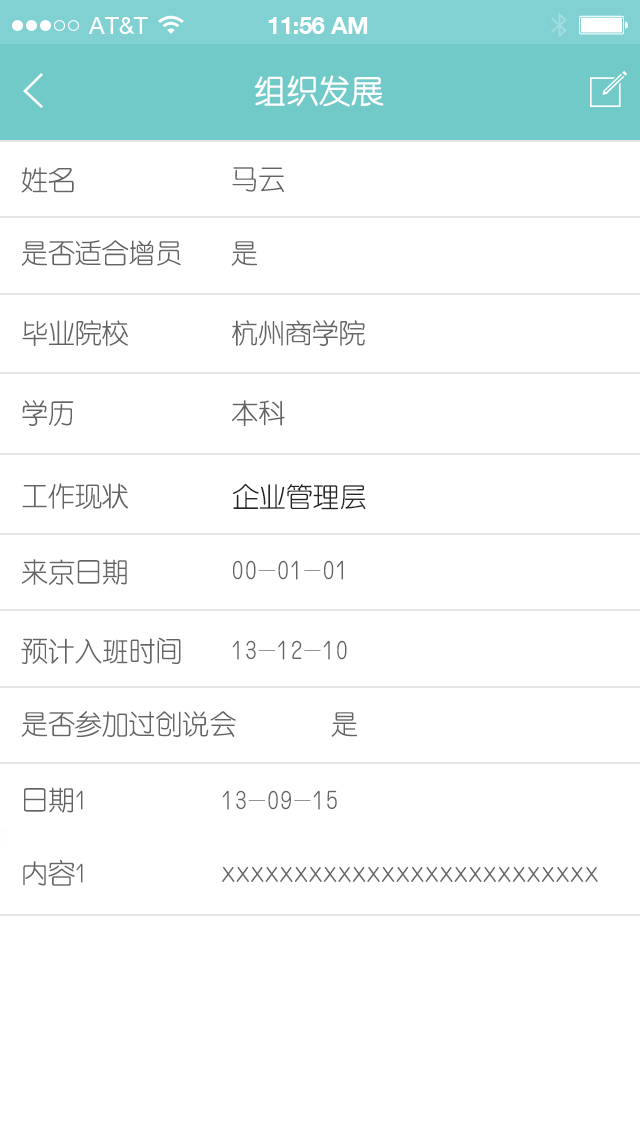 AT&T 11:56 AM
组织发展
姓名 马云
是否适合增员 是
毕业院校 杭州商学院
学历 本科
工作现状 企业管理层
来京日期 00-01-01
预计入班时间 13-12-10
是否参加过创说会 是
日期1 13-09-15
内容1 XXXXXXXXXXXXXXXXXXXXXXXXXX